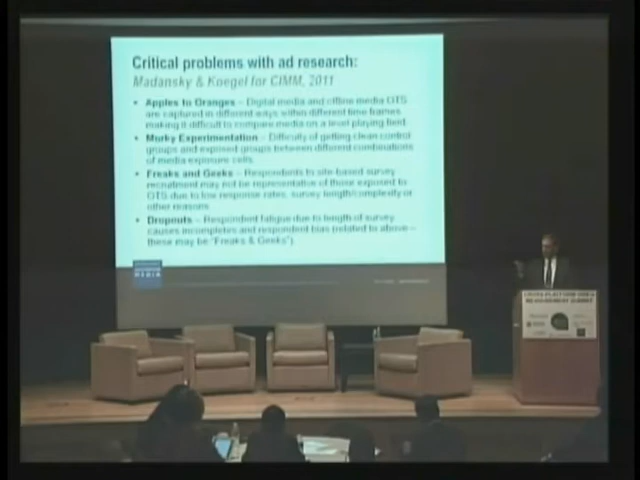 Critical problems with ad research:
Madansky & Koegel for CIMM, 2011
• Apples to Oranges – Digital media and offline media OTS
are captured in different ways within different time frames
making it difficult to compare media on a level playing field.
• Murky Experimentation – Difficulty of getting clean control
groups and exposed groups between different combinations
of media exposure cells.
• Freaks and Geeks – Respondents to site-based survey
recruitment may not be representative of those exposed to
OTS due to low response rates, survey length/complexity or
other reasons.
• Dropouts – Respondent fatigue due to length of survey
causes incompletes and respondent bias (related to above –
these may be "Freaks & Geeks")
MEDIA
MEASUREMENT SUMMIT